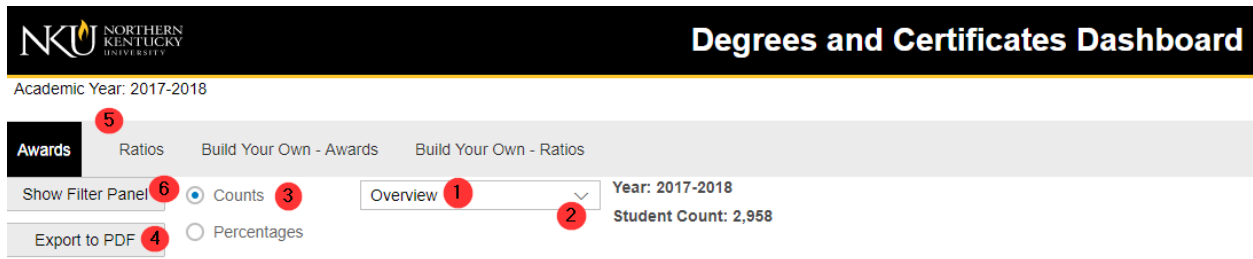 NKU NORTHERN
KENTUCKY
UNIVERSITY
Degrees and Certificates Dashboard
Academic Year: 2017-2018
5
Awards Ratios Build Your Own - Awards Build Your Own - Ratios
Show Filter Panel 6 Counts 3 Overview 1 Year: 2017-2018
2 Student Count: 2,958
Export to PDF 4 Percentages